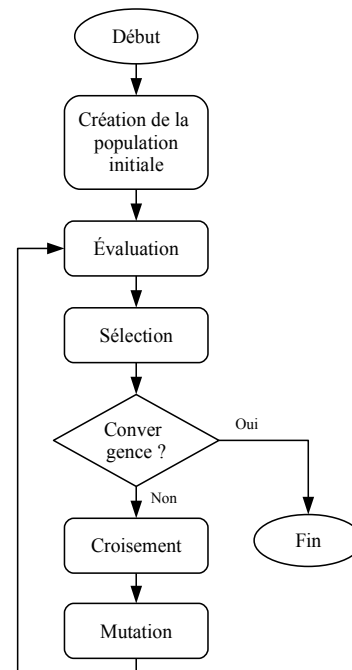 Début
Création de la
population
initiale
Évaluation
Sélection
Conver
gence ?
Oui
Non
Croisement
Fin
Mutation